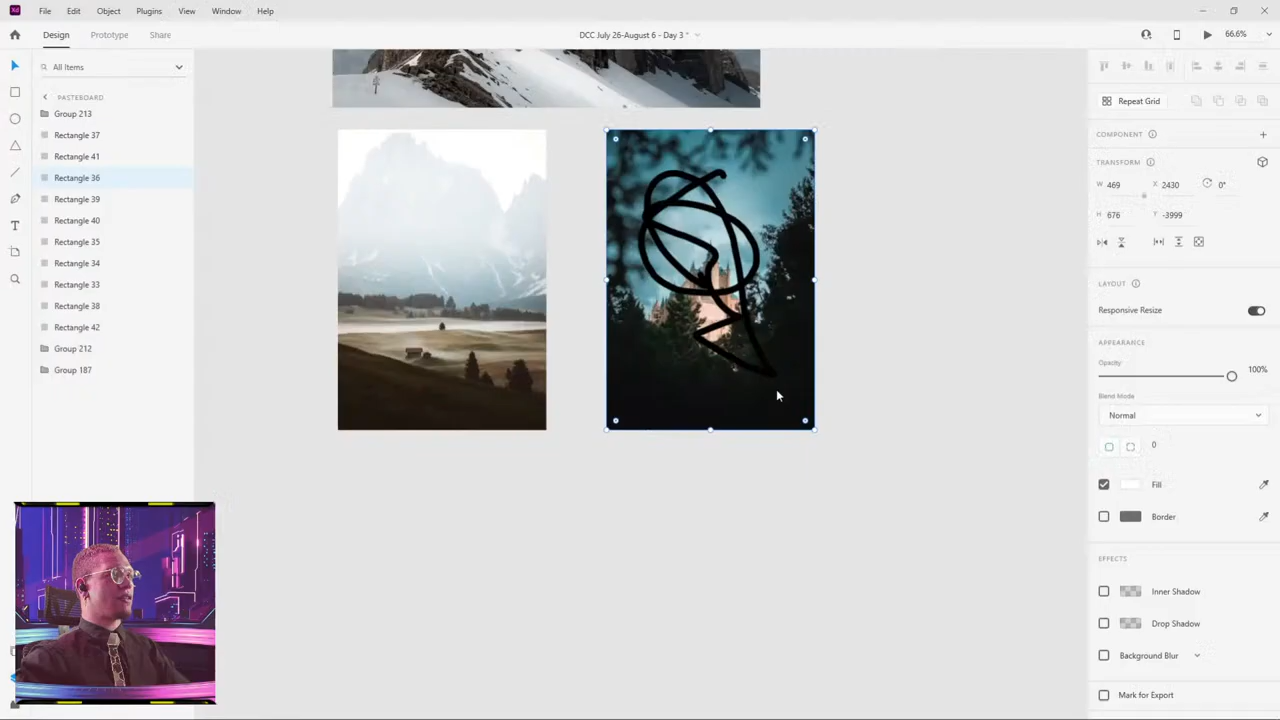 Xd File Edit Object Plugins View Window Help
Design Prototype Share DCC July 26-August 6 - Day 3 * 66.6%
All Items
PASTEBOARD
Group 213
Rectangle 37
Rectangle 41
Rectangle 36
Rectangle 39
Rectangle 40
Rectangle 35
Rectangle 34
Rectangle 33
Rectangle 38
Rectangle 42
Group 212
Group 187
T
Repeat Grid
COMPONENT
TRANSFORM
W 469 X 2430 0°
H 676 Y -3999
LAYOUT
Responsive Resize
APPEARANCE
Opacity:
100%
Blend Mode
Normal
0
Fill
Border
EFFECTS
Inner Shadow
Drop Shadow
Background Blur
Mark for Export